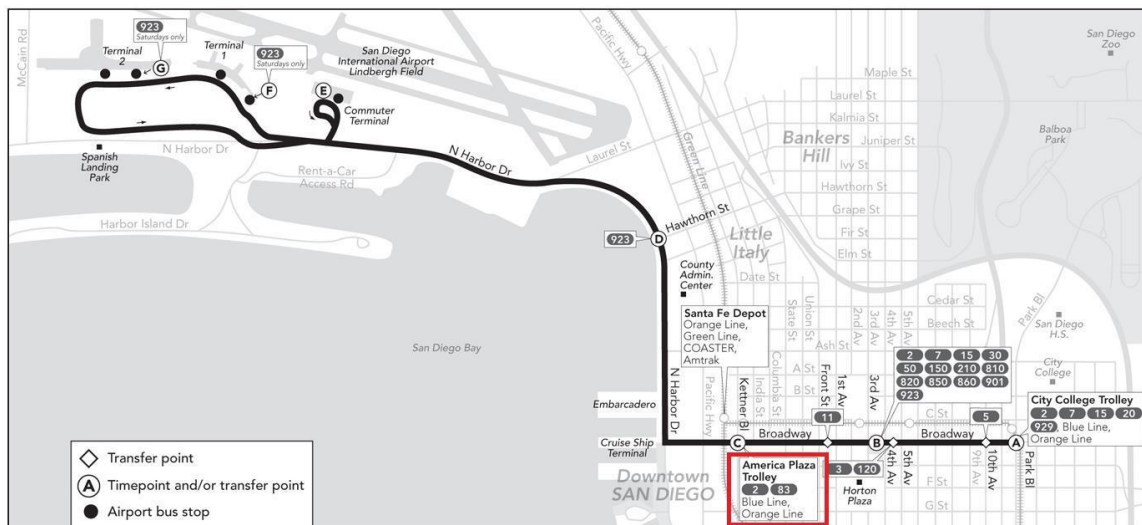 McCain Rd
Terminal
2
923
Saturdays only
G
Terminal
1
923
Saturdays only
F
San Diego
International Airport
Lindbergh Field
E
Commuter
Terminal
Pacific Hwy
San Diego
Zoo
Maple St
Laurel St
Kalmia St
Bankers
Hill
Juniper St
Ivy St
Hawthorn St
Grape St
Fir St
Elm St
Balboa
Park
Spanish
Landing
Park
N Harbor Dr
Rent-a-Car
Access Rd
Harbor Island Dr
N Harbor Dr
Laurel St
Green Line
923
D
Hawthorn St
Little
Italy
County
Admin.
Center
Date St
Santa Fe Depot
Orange Line,
Green Line,
COASTER,
Amtrak
State St
Union St
2nd Av
3rd Av
4th Av
5th Av
Cedar St
Beech St
Ash St
A St
B St
Park Bl
San Diego
H.S.
City
College
San Diego Bay
N Harbor Dr
Pacific Hwy
Kettner Bl
India St
Columbia St
Front St
1st Av
3rd Av
2 7 15 30
50 150 210 810
820 850 860 901
923
City College Trolley
2 7 15 20
929, Blue Line,
Orange Line
Embarcadero
Cruise Ship
Terminal
11
C St
5
C
Broadway
B
Broadway
A
Downtown
SAN DIEGO
America Plaza
Trolley
2 83
Blue Line,
Orange Line
3 120
Horton
Plaza
4th Av
5th Av
9th Av
10th Av
Park Bl
F St
G St
Transfer point
A Timepoint and/or transfer point
Airport bus stop